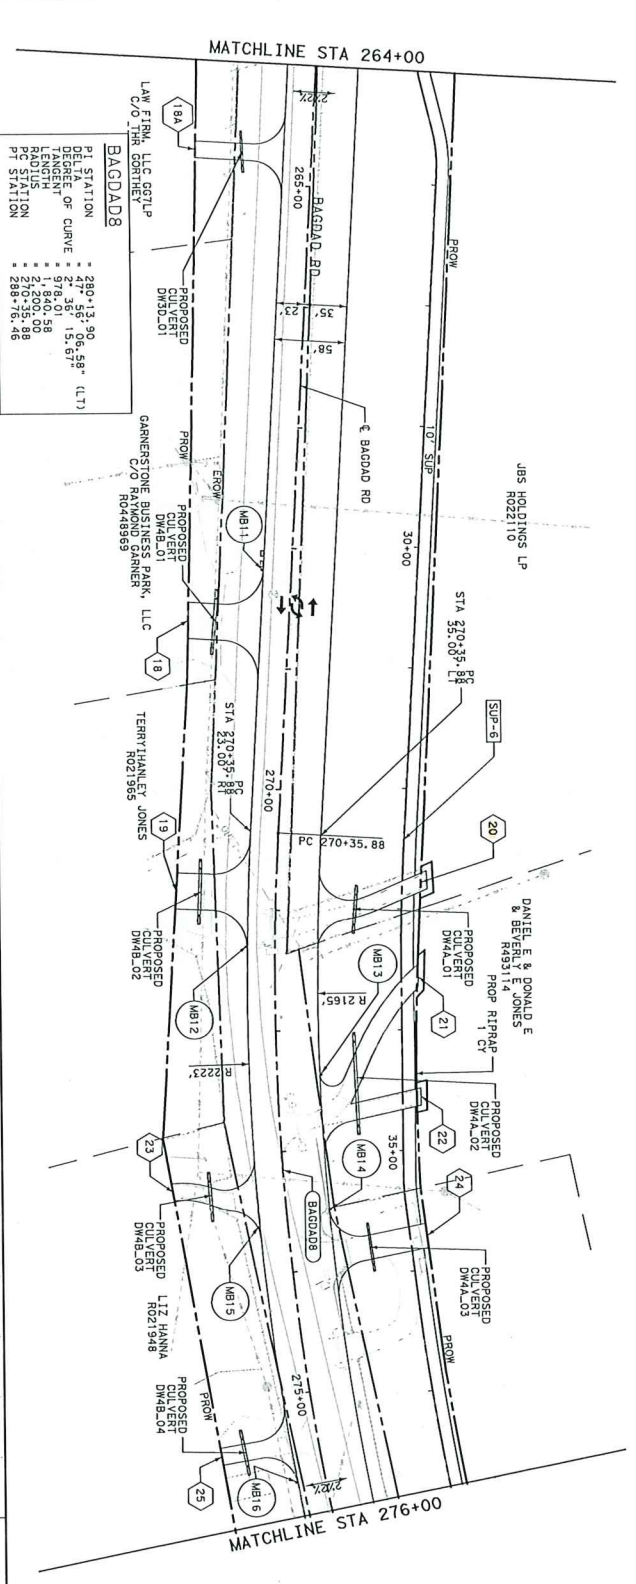 MATCHLINE STA 264+00
LAW FIRM, LLC GG7LP
C/O THR GORTHEY
18A
BAGDAD8
PI STATION = 280+13.90
DELTA = 47° 56' 06.58" (LT)
DEGREE OF CURVE = 2° 36' 15.67"
TANGENT = 978.01
LENGTH = 1,840.58
RADIUS = 2,200.00
PC STATION = 270+35.88
PT STATION = 288+76.46
265+00
BAGDAD RD
PROW
PROPOSED
CULVERT
DW3D_01
23'
35'
58'
℄ BAGDAD RD
10' SUP
JBS HOLDINGS LP
R022110
30+00
PROW
EROW
GARNERSTONE BUSINESS PARK, LLC
C/O RAYMOND GARNER
R0448969
PROPOSED
CULVERT
DW4B_01
MB11
18
PC
STA 270+35.88
35.00' LT
SUP-6
PC
STA 270+35.88
23.00' RT
270+00
PC 270+35.88
TERRYIHANLEY JONES
R021965
19
20
PROPOSED
CULVERT
DW4B_02
PROPOSED
CULVERT
DW4A_01
DANIEL E & DONALD E
& BEVERLY E JONES
R493114
MB12
MB13
R 2165'
21
PROP RIPRAP
1 CY
R2223'
PROPOSED
CULVERT
DW4A_02
22
35+00
MB14
23
24
BAGDAD8
PROPOSED
CULVERT
DW4B_03
MB15
PROPOSED
CULVERT
DW4A_03
LIZ HANNA
R021948
PROW
PROW
275+00
PROPOSED
CULVERT
DW4B_04
25
MB16
MATCHLINE STA 276+00